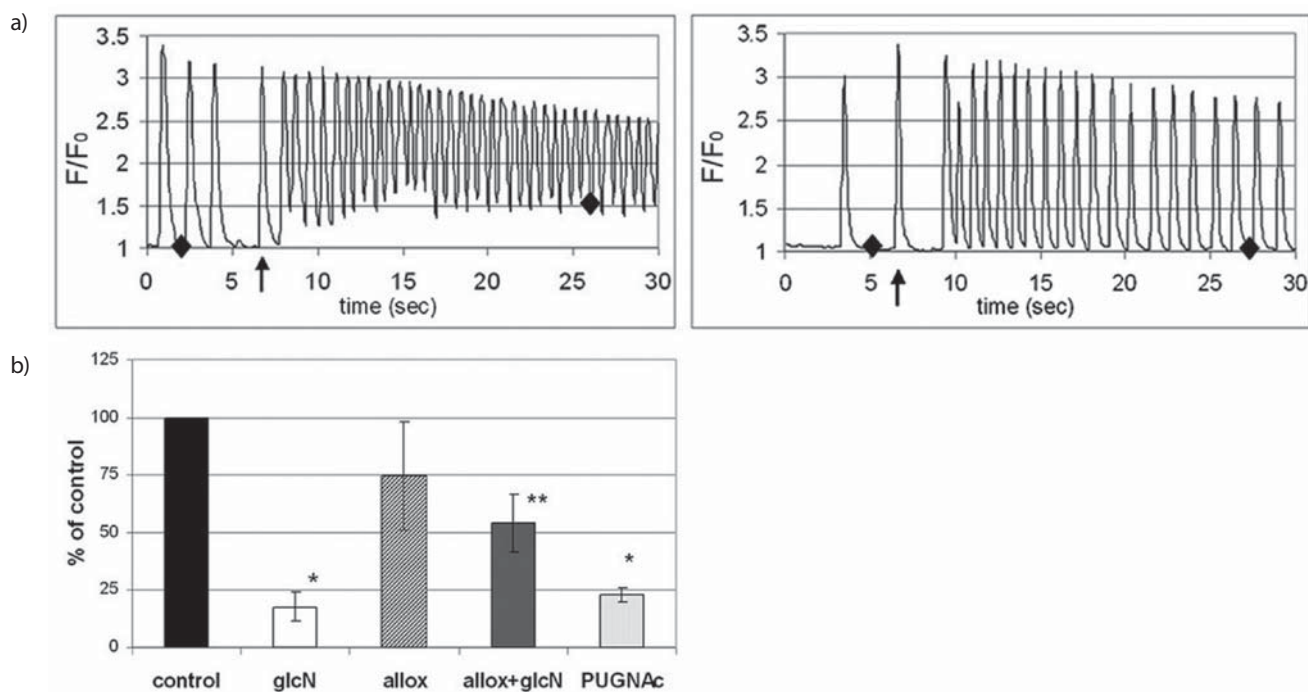 a)
F/F0
3.5
3
2.5
2
1.5
1
0 5 10 15 20 25 30
time (sec)
F/F0
3.5
3
2.5
2
1.5
1
0 5 10 15 20 25 30
time (sec)
b)
% of control
125
100
75
50
25
0
*
**
*
control glcN allox allox+glcN PUGNAc